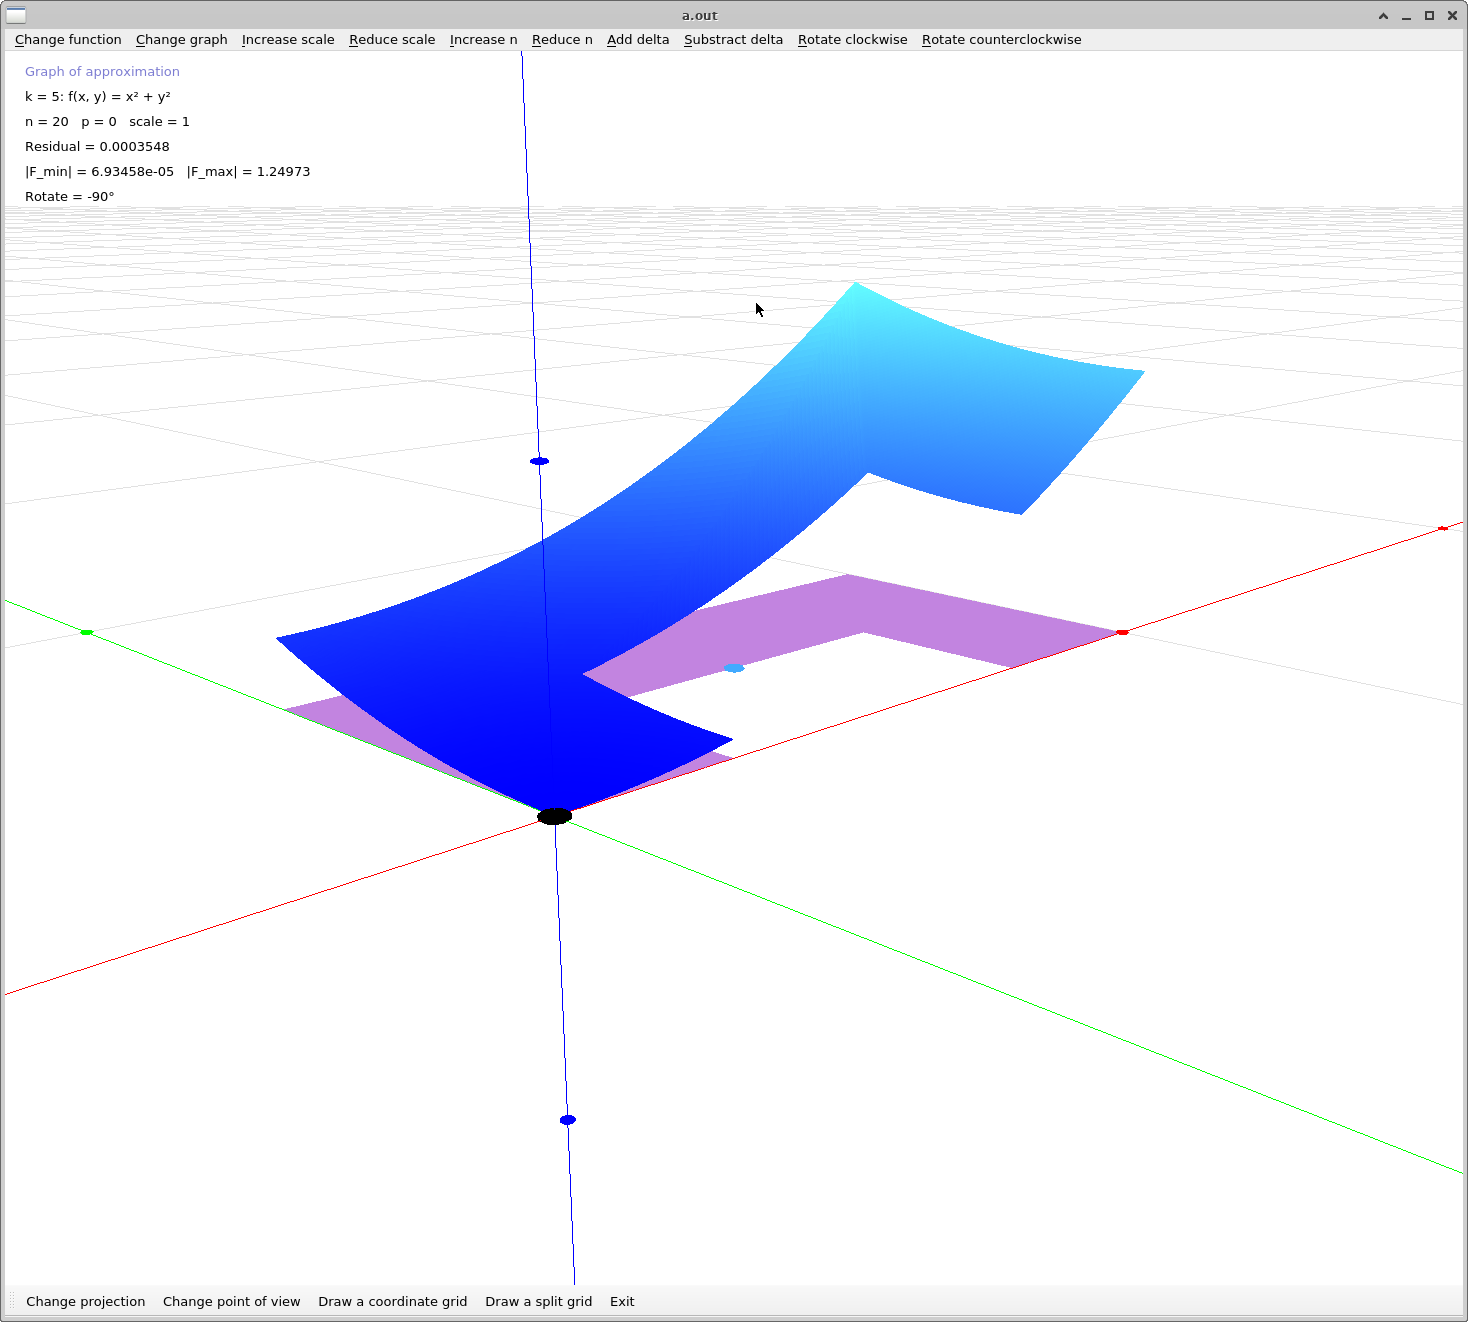 a.out
Change function Change graph Increase scale Reduce scale Increase n Reduce n Add delta Substract delta Rotate clockwise Rotate counterclockwise
Graph of approximation
k = 5: f(x, y) = x² + y²
n = 20 p = 0 scale = 1
Residual = 0.0003548
|F_min| = 6.93458e-05 |F_max| = 1.24973
Rotate = -90°
Change projection Change point of view Draw a coordinate grid Draw a split grid Exit